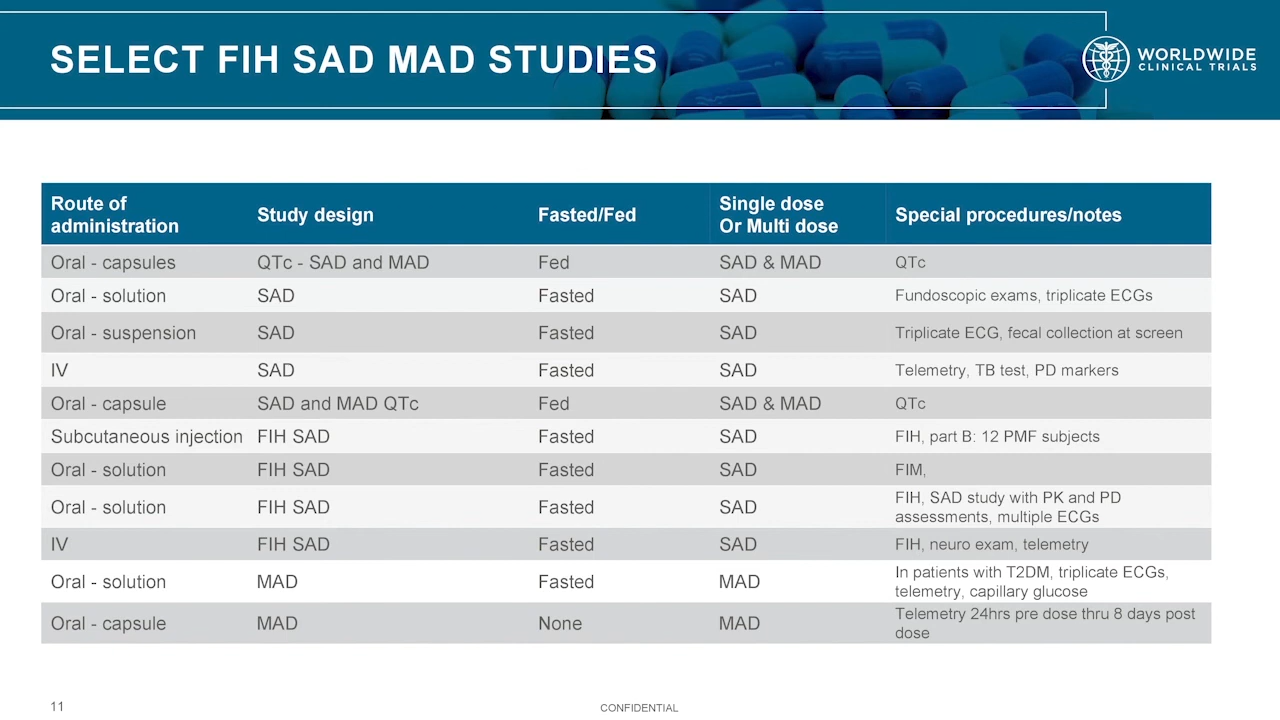 SELECT FIH SAD MAD STUDIES
WORLDWIDE
CLINICAL TRIALS
Route of
administration
Study design
Fasted/Fed
Single dose
Or Multi dose
Special procedures/notes
Oral - capsules QTc - SAD and MAD Fed SAD & MAD QTc
Oral - solution SAD Fasted SAD Fundoscopic exams, triplicate ECGs
Oral - suspension SAD Fasted SAD Triplicate ECG, fecal collection at screen
IV SAD Fasted SAD Telemetry, TB test, PD markers
Oral - capsule SAD and MAD QTc Fed SAD & MAD QTc
Subcutaneous injection FIH SAD Fasted SAD FIH, part B: 12 PMF subjects
Oral - solution FIH SAD Fasted SAD FIM,
Oral - solution FIH SAD Fasted SAD FIH, SAD study with PK and PD
assessments, multiple ECGs
IV FIH SAD Fasted SAD FIH, neuro exam, telemetry
Oral - solution MAD Fasted MAD In patients with T2DM, triplicate ECGs,
telemetry, capillary glucose
Oral - capsule MAD None MAD Telemetry 24hrs pre dose thru 8 days post
dose
11
CONFIDENTIAL